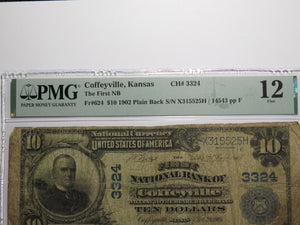 PMG
PAPER MONEY GUARANTY
Coffeyville, Kansas CH# 3324
The First NB
Fr#624 $10 1902 Plain Back S/N X315525H / 14543 pp F
12
Fine
National Currency
UNITED STATES OF AMERICA
10
X315525H
THE FIRST
NATIONAL BANK OF
3324
3324
Coffeyville
TEN DOLLARS